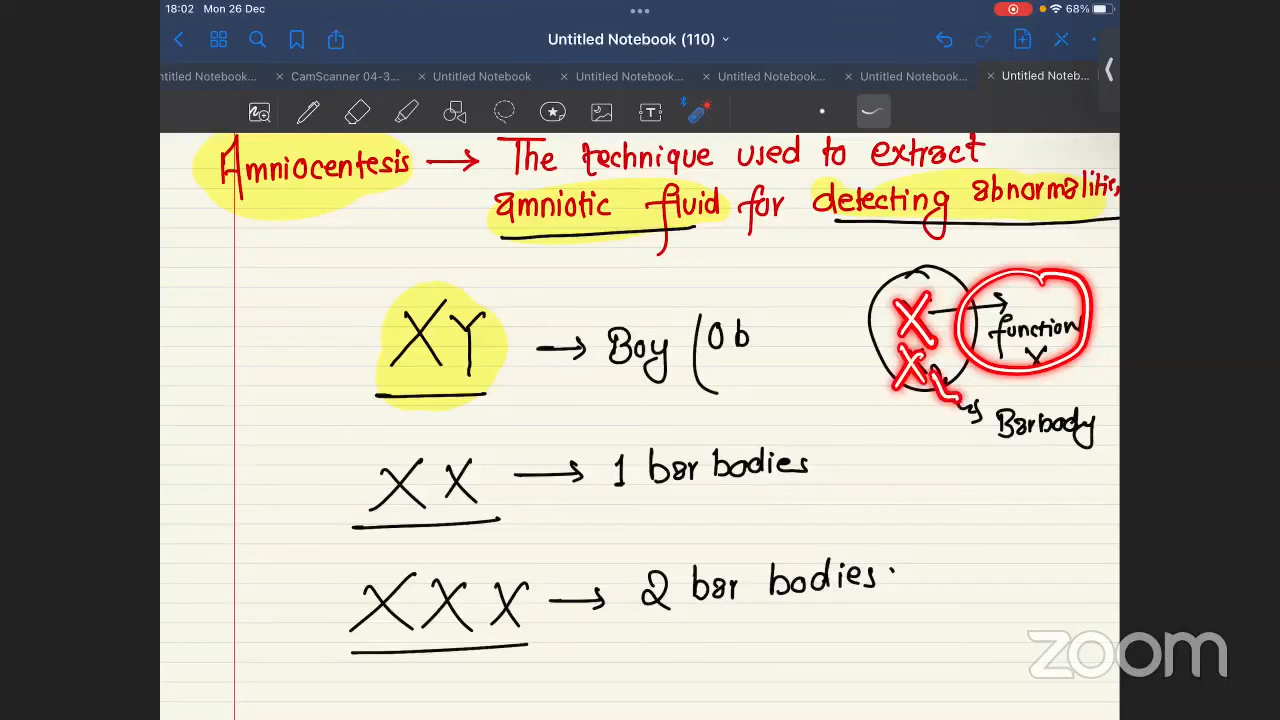 18:02 Mon 26 Dec
68%
Untitled Notebook (110)
ntitled Notebook...
CamScanner 04-3...
Untitled Notebook
Untitled Notebook...
Untitled Notebook...
Untitled Notebook...
Untitled Noteb...
Amniocentesis → The technique used to extract
amniotic fluid for detecting abnormalities,
XY → Boy (0 b
X → function
X
X → Barbody
XX → 1 bar bodies
XXX → 2 bar bodies.
zoom